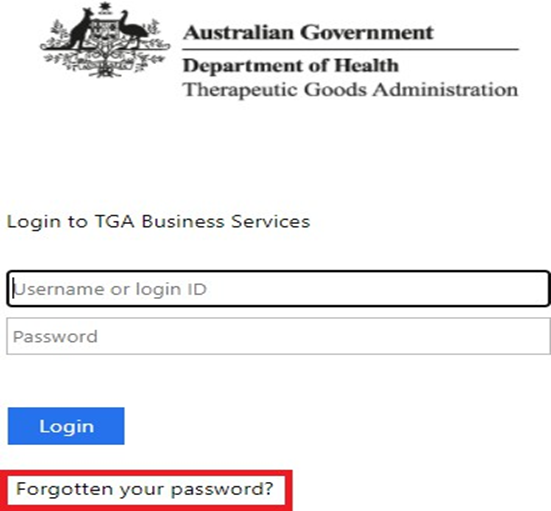 Australian Government
Department of Health
Therapeutic Goods Administration
Login to TGA Business Services
Username or login ID
Password
Login
Forgotten your password?